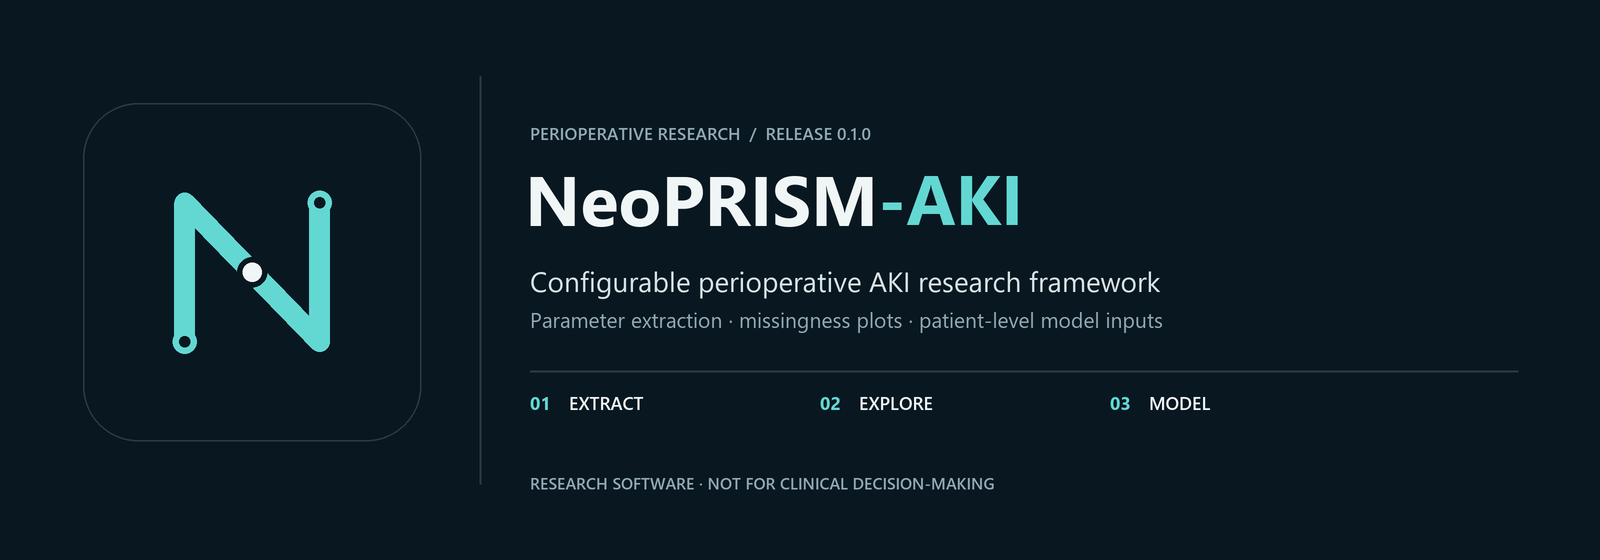 PERIOPERATIVE RESEARCH / RELEASE 0.1.0
NeoPRISM-AKI
Configurable perioperative AKI research framework
Parameter extraction · missingness plots · patient-level model inputs
01 EXTRACT 02 EXPLORE 03 MODEL
RESEARCH SOFTWARE · NOT FOR CLINICAL DECISION-MAKING